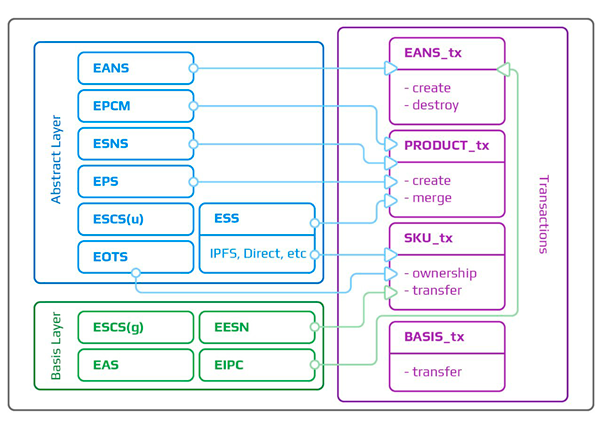 Abstract Layer
EANS
EPCM
ESNS
EPS
ESCS(u)
EOTS
ESS
IPFS, Direct, etc
Basis Layer
ESCS(g)
EESN
EAS
EIPC
Transactions
EANS_tx
- create
- destroy
PRODUCT_tx
- create
- merge
SKU_tx
- ownership
- transfer
BASIS_tx
- transfer